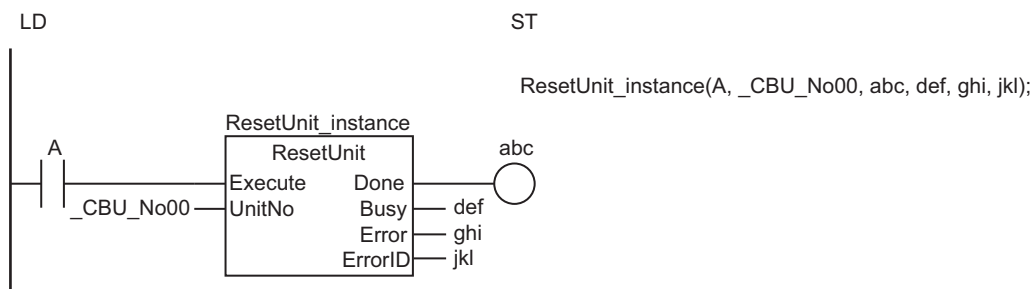 LD
ST
ResetUnit_instance(A, _CBU_No00, abc, def, ghi, jkl);
ResetUnit_instance
A
ResetUnit
abc
Execute Done
_CBU_No00 UnitNo Busy def
Error ghi
ErrorID jkl